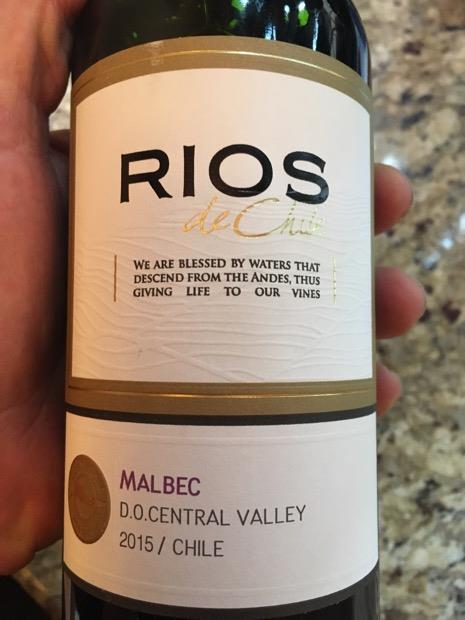 RIOS
de Chile
WE ARE BLESSED BY WATERS THAT
DESCEND FROM THE ANDES, THUS
GIVING LIFE TO OUR VINES
MALBEC
D.O.CENTRAL VALLEY
2015 / CHILE